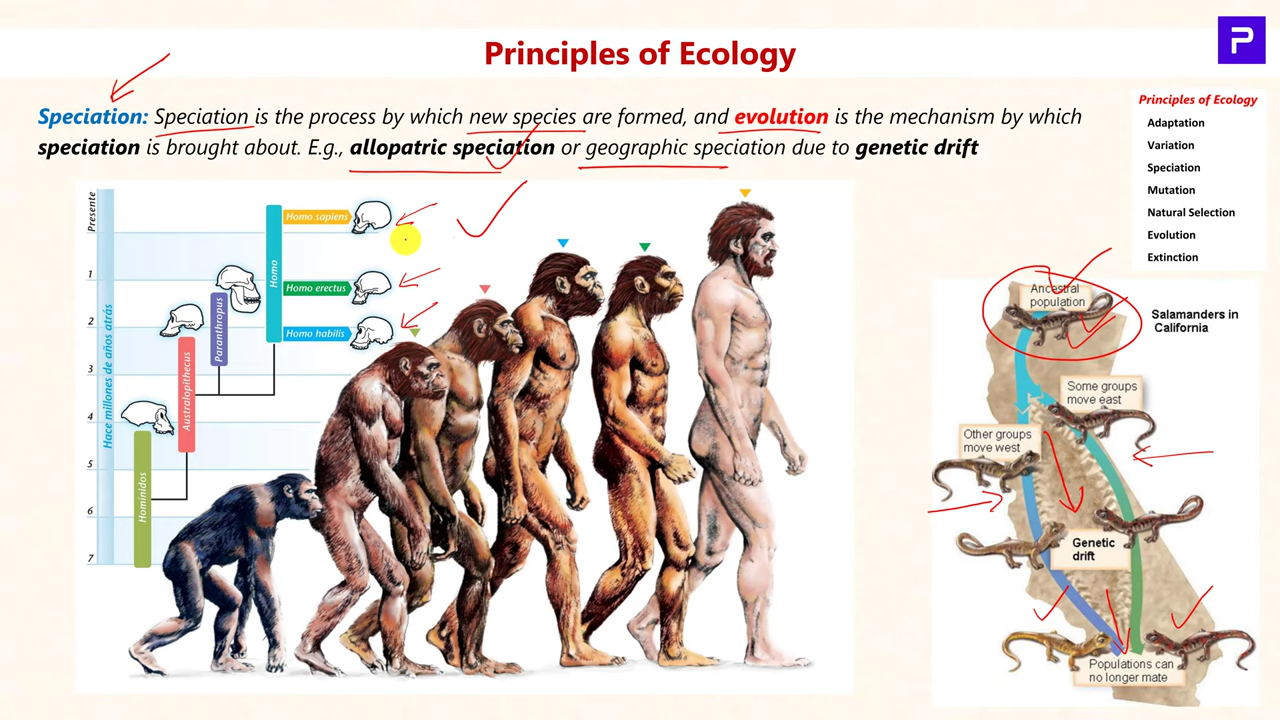 Principles of Ecology
P
Speciation: Speciation is the process by which new species are formed, and evolution is the mechanism by which
speciation is brought about. E.g., allopatric speciation or geographic speciation due to genetic drift
Principles of Ecology
Adaptation
Variation
Speciation
Mutation
Natural Selection
Evolution
Extinction
Presente
1
2
3
4
5
6
7
Hace millones de años atrás
Homínidos
Australopithecus
Paranthropus
Homo
Homo sapiens
Homo erectus
Homo habilis
Ancestral
population
Salamanders in
California
Some groups
move east
Other groups
move west
Genetic
drift
Populations can
no longer mate